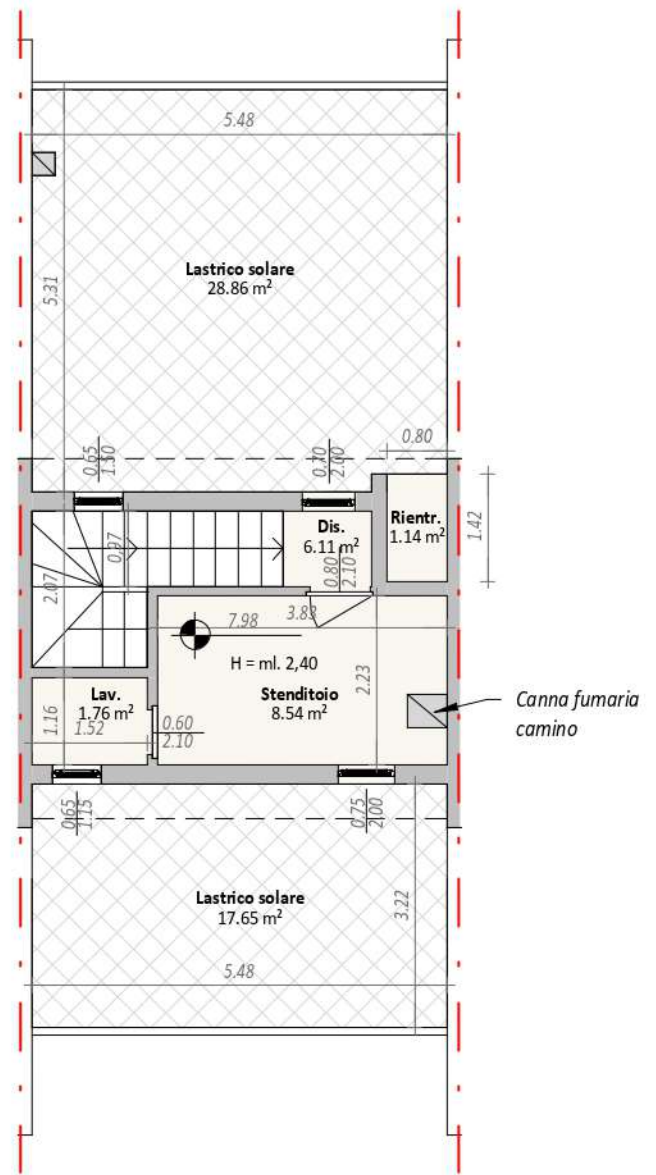 5.48
5.31
Lastrico solare
28.86 m²
0.65
1.50
0.70
2.00
0.80
Rientr.
1.14 m²
1.42
Dis.
6.11 m²
0.97
0.80
2.10
2.07
7.98
3.83
H = ml. 2,40
2.23
Stenditoio
8.54 m²
Lav.
1.76 m²
1.16
1.52
0.60
2.10
Canna fumaria
camino
0.65
1.15
0.75
2.00
Lastrico solare
17.65 m²
3.22
5.48